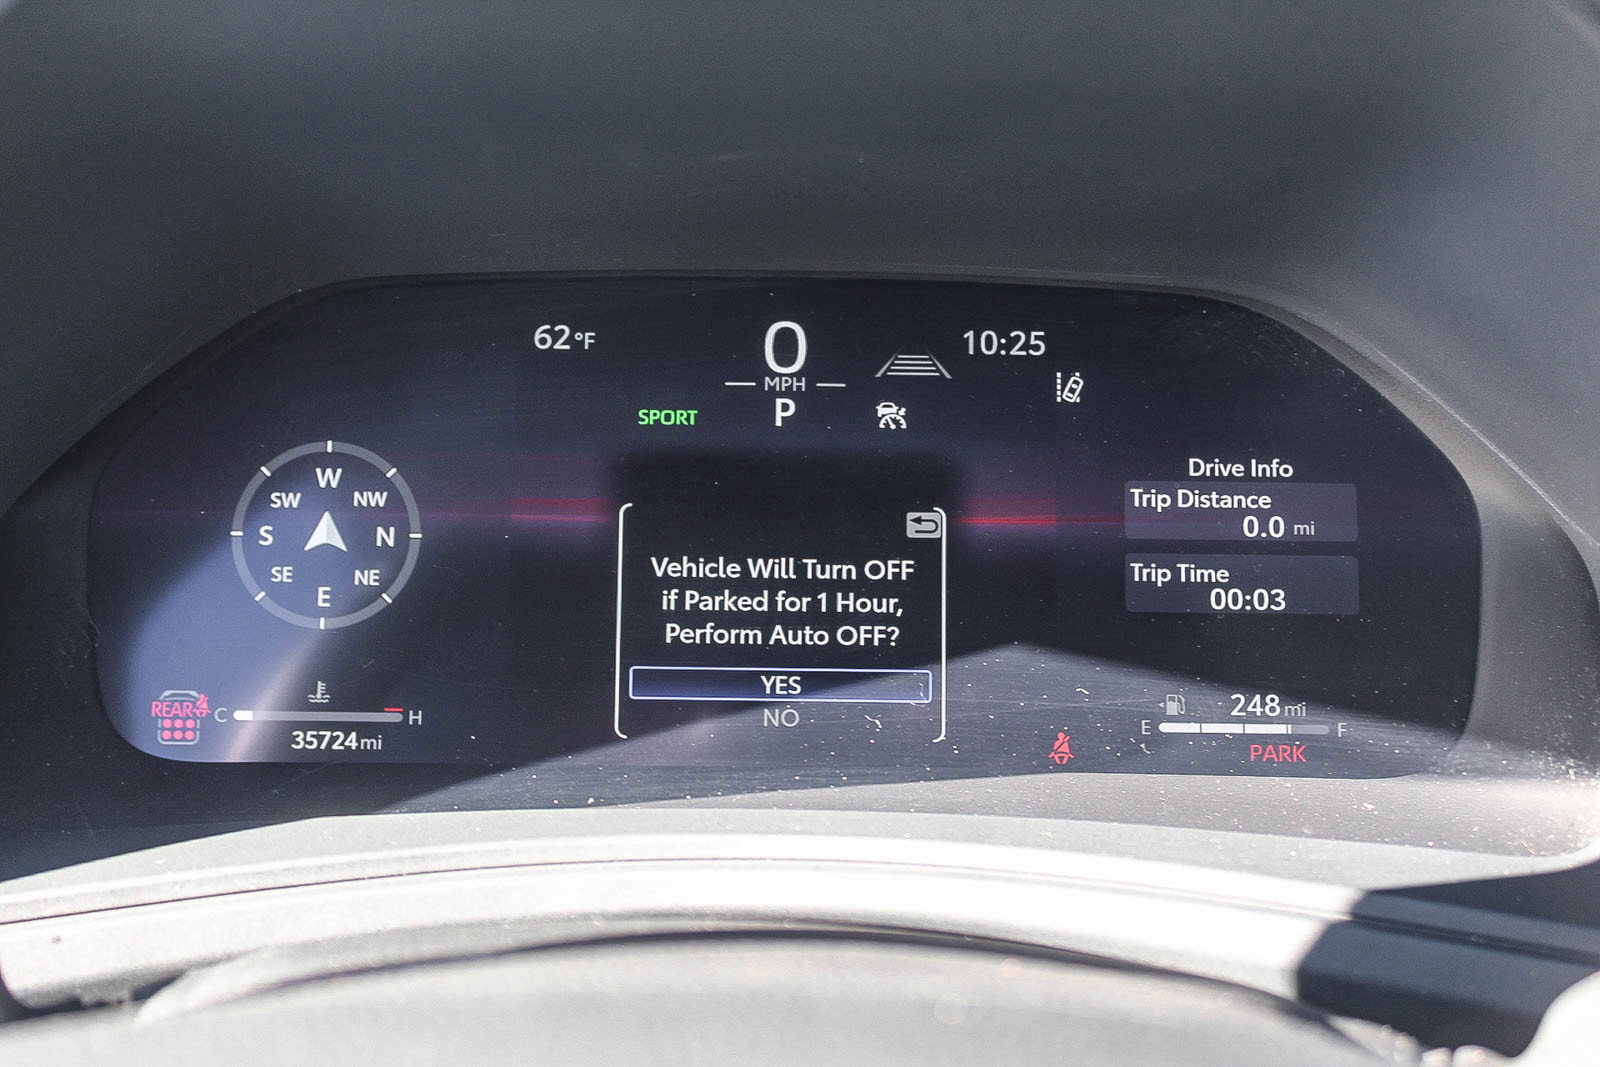 62°F
0
MPH
P
10:25
SPORT
W
SW
NW
S
N
SE
NE
E
Drive Info
Trip Distance
0.0 mi
Trip Time
00:03
Vehicle Will Turn OFF
if Parked for 1 Hour,
Perform Auto OFF?
YES
NO
REAR
C
H
35724mi
248mi
E
F
PARK